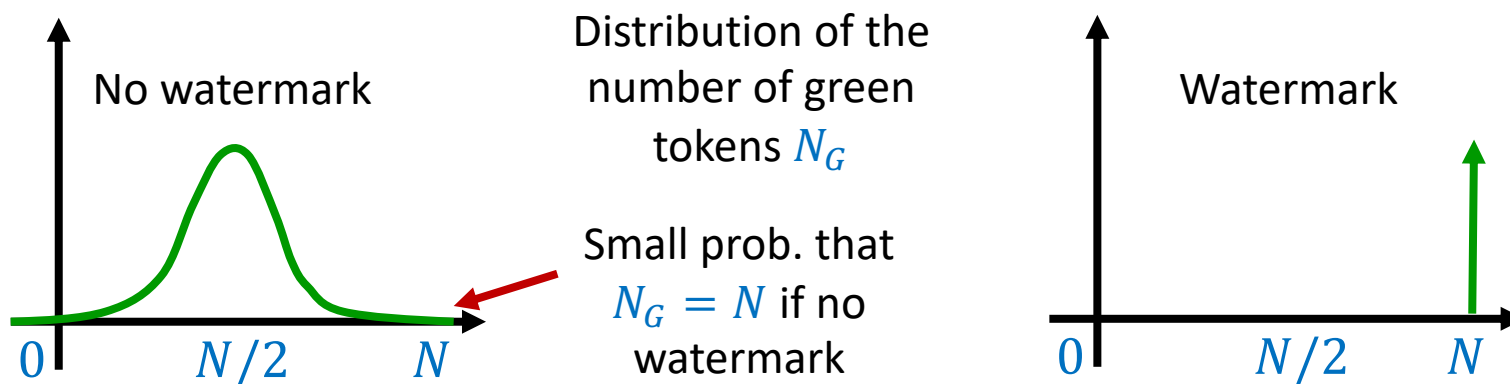 No watermark
0 N/2 N
Distribution of the
number of green
tokens N_G
Small prob. that
N_G = N if no
watermark
Watermark
0 N/2 N